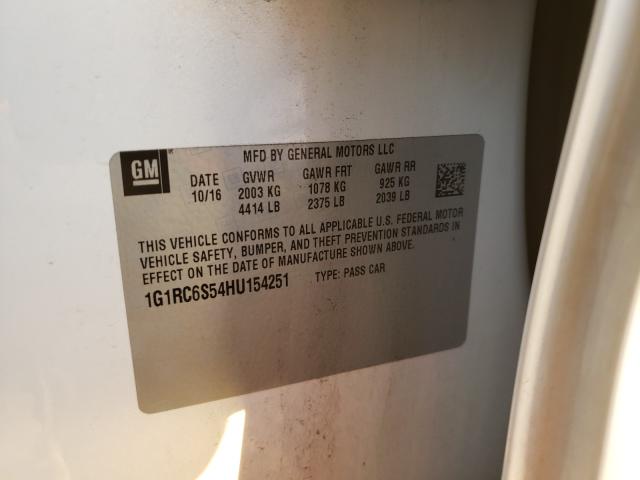 GM
MFD BY GENERAL MOTORS LLC
DATE GVWR GAWR FRT GAWR RR
10/16 2003 KG 1078 KG 925 KG
4414 LB 2375 LB 2039 LB
THIS VEHICLE CONFORMS TO ALL APPLICABLE U.S. FEDERAL MOTOR
VEHICLE SAFETY, BUMPER, AND THEFT PREVENTION STANDARDS IN
EFFECT ON THE DATE OF MANUFACTURE SHOWN ABOVE.
1G1RC6S54HU154251 TYPE: PASS CAR